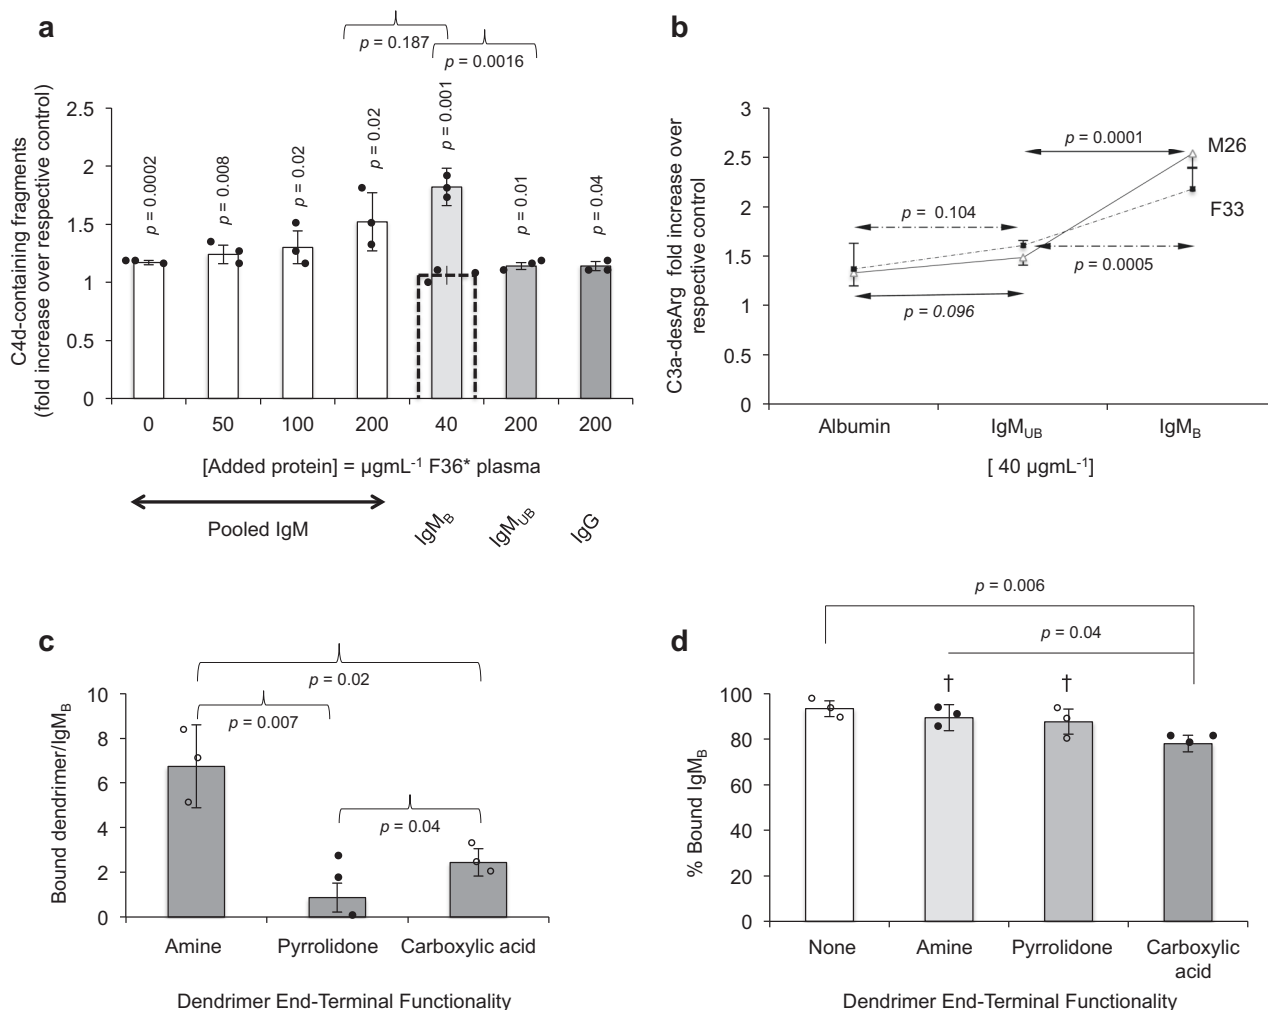 a
p = 0.187
p = 0.0016
C4d-containing fragments
(fold increase over respective control)
2.5
2
1.5
1
0.5
0
p = 0.0002
p = 0.008
p = 0.02
p = 0.02
p = 0.001
p = 0.01
p = 0.04
0 50 100 200 40 200 200
[Added protein] = µgmL⁻¹ F36* plasma
Pooled IgM
IgM_B
IgM_UB
IgG
b
C3a-desArg fold increase over
respective control
3
2.5
2
1.5
1
0.5
0
p = 0.0001
M26
F33
p = 0.104
p = 0.0005
p = 0.096
Albumin IgM_UB IgM_B
[ 40 µgmL⁻¹]
c
Bound dendrimer/IgM_B
10
8
6
4
2
0
p = 0.02
p = 0.007
p = 0.04
Amine Pyrrolidone Carboxylic acid
Dendrimer End-Terminal Functionality
d
% Bound IgM_B
100
80
60
40
20
0
p = 0.006
p = 0.04
† †
None Amine Pyrrolidone Carboxylic
acid
Dendrimer End-Terminal Functionality